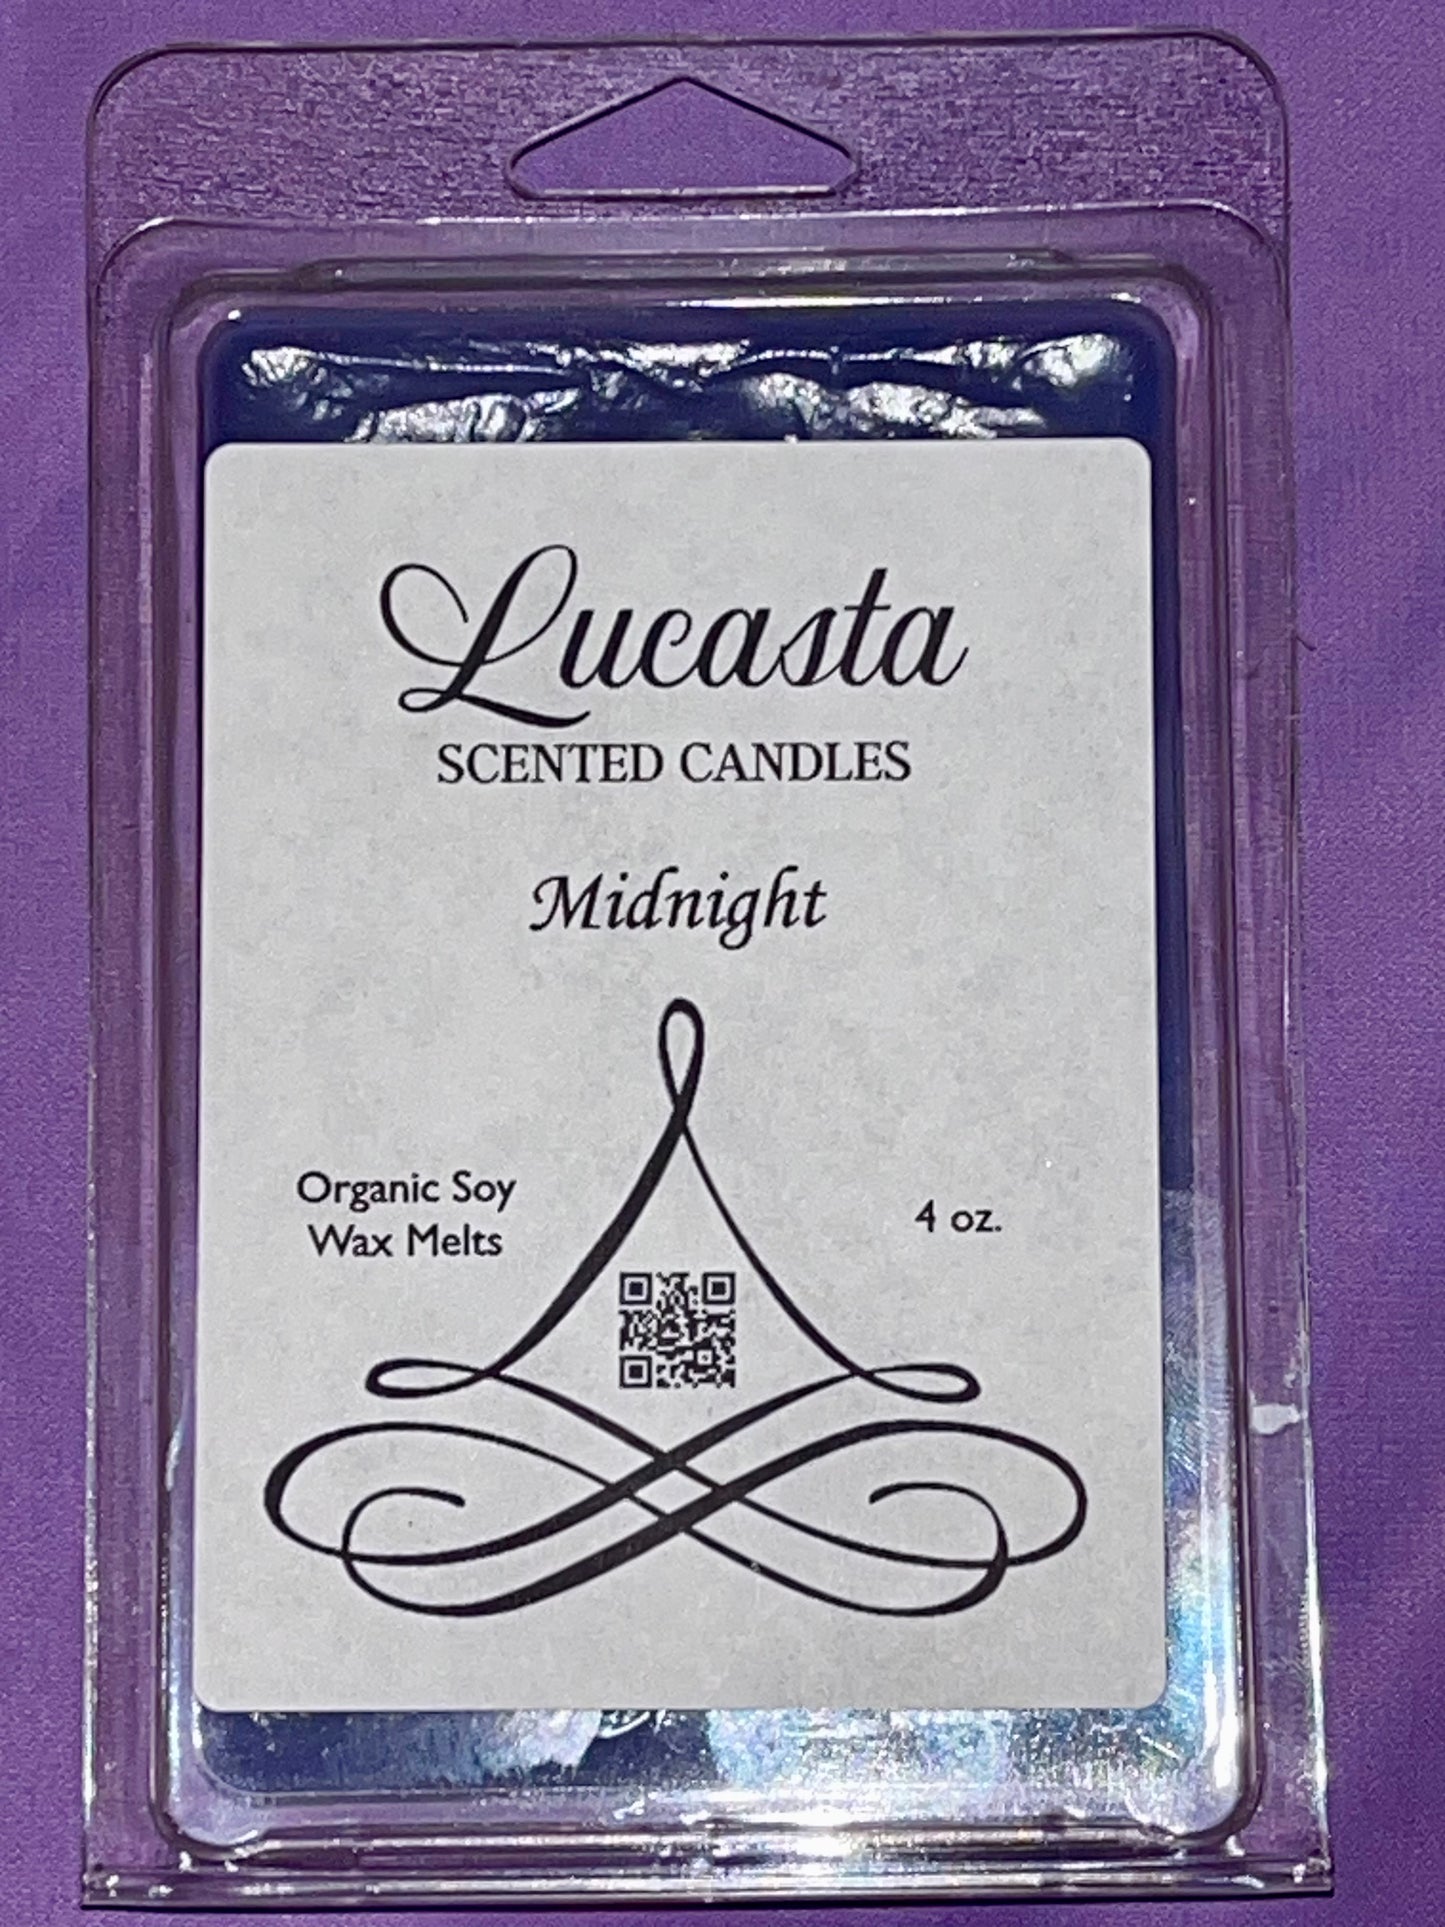 Lucasta
SCENTED CANDLES
Midnight
Organic Soy
Wax Melts
4 oz.